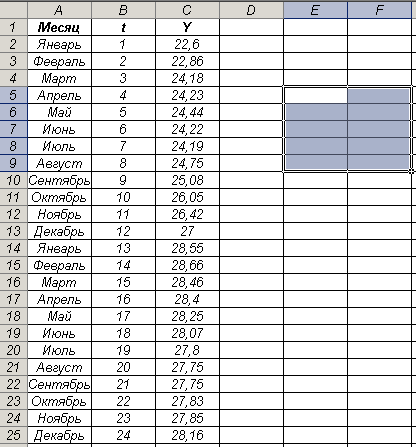 A B C D E F
1 Месяц t Y
2 Январь 1 22,6
3 Февраль 2 22,86
4 Март 3 24,18
5 Апрель 4 24,23
6 Май 5 24,44
7 Июнь 6 24,22
8 Июль 7 24,19
9 Август 8 24,75
10 Сентябрь 9 25,08
11 Октябрь 10 26,05
12 Ноябрь 11 26,42
13 Декабрь 12 27
14 Январь 13 28,55
15 Февраль 14 28,66
16 Март 15 28,46
17 Апрель 16 28,4
18 Май 17 28,25
19 Июнь 18 28,07
20 Июль 19 27,8
21 Август 20 27,75
22 Сентябрь 21 27,75
23 Октябрь 22 27,83
24 Ноябрь 23 27,85
25 Декабрь 24 28,16